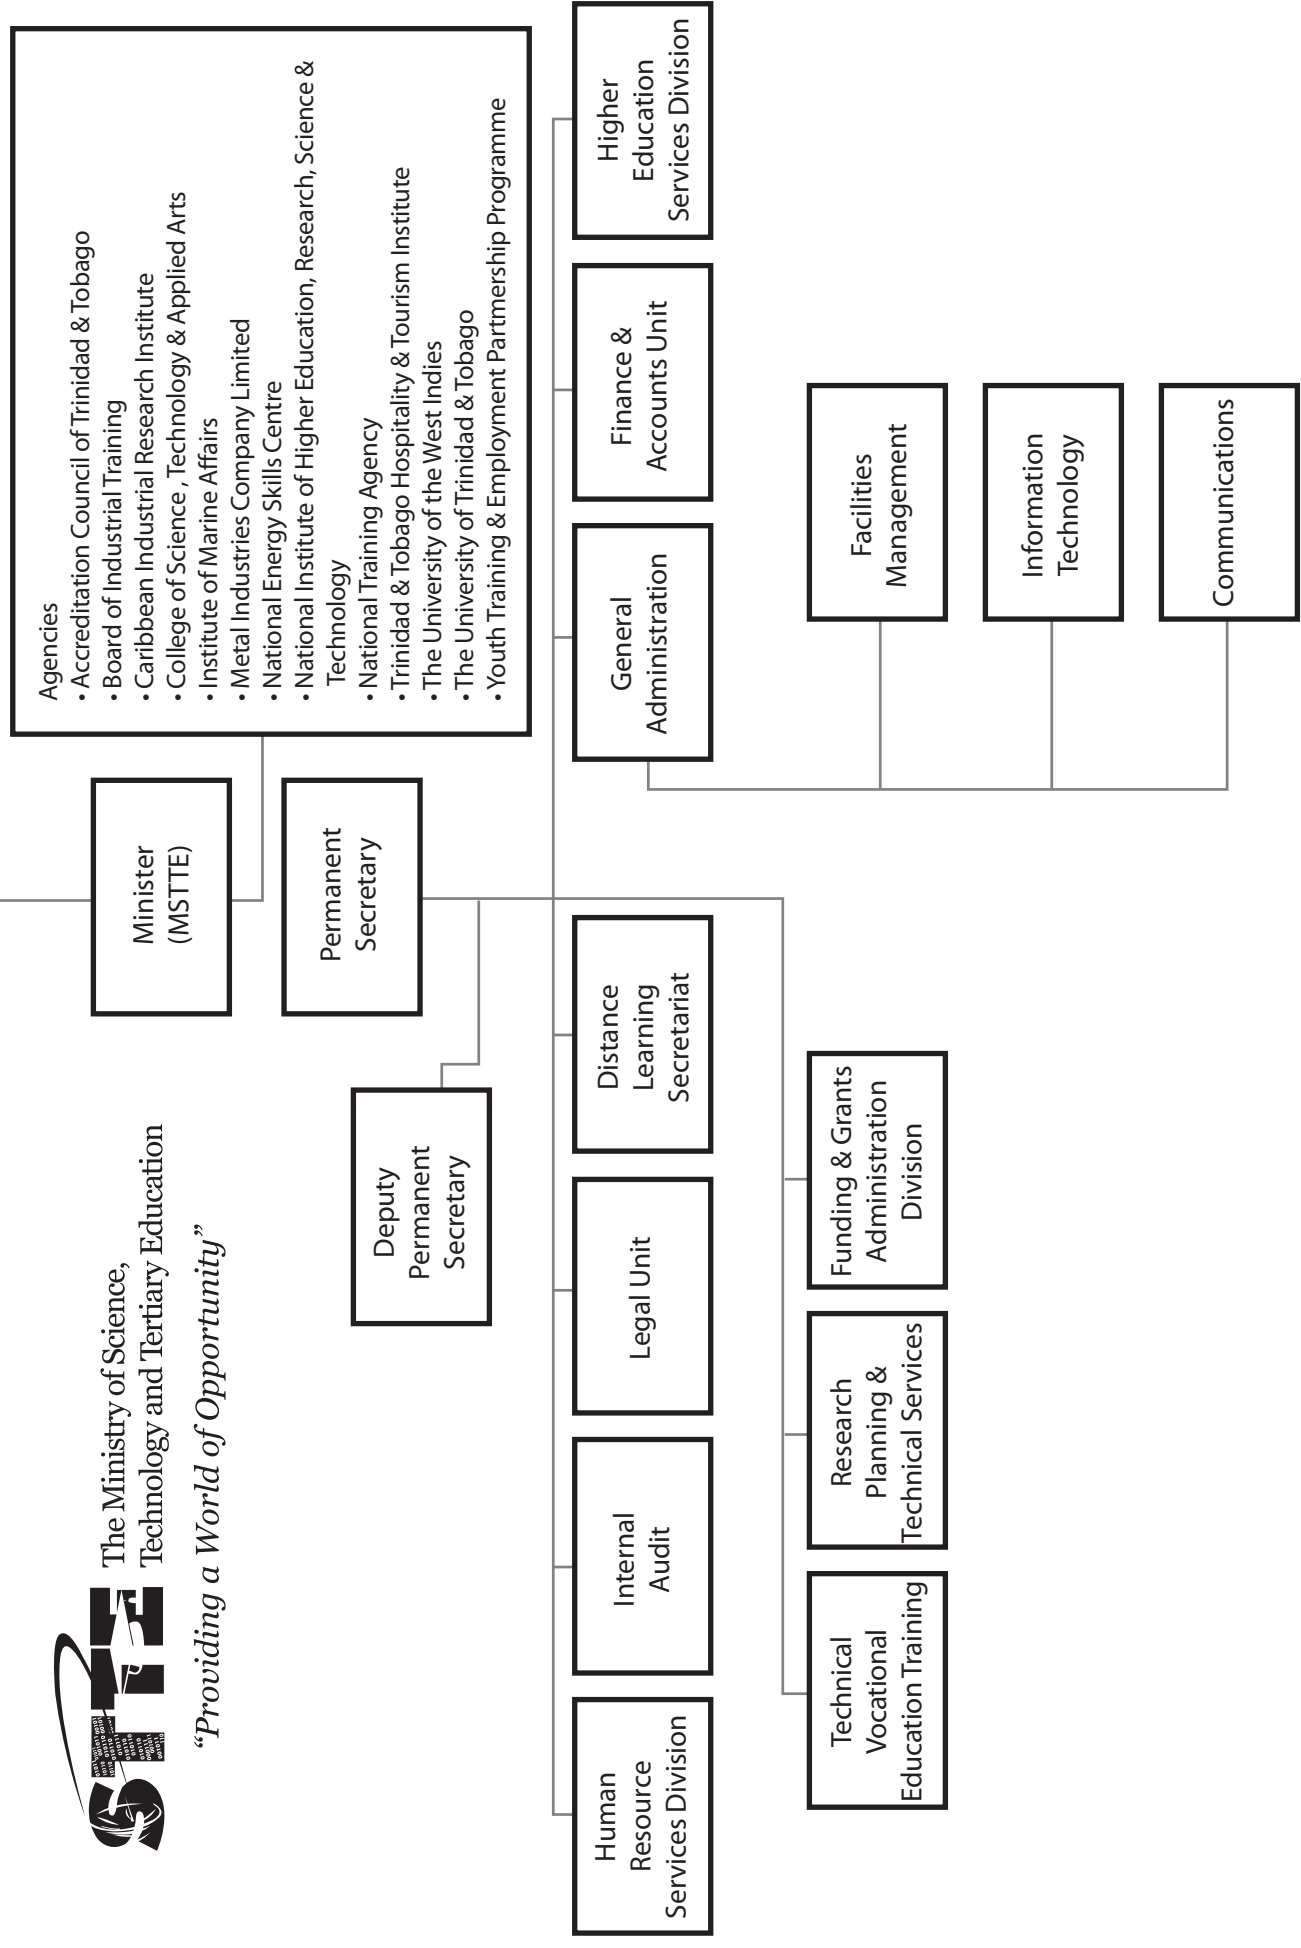 STTE
The Ministry of Science,
Technology and Tertiary Education
“Providing a World of Opportunity”
Minister
(MSTTE)
Agencies
• Accreditation Council of Trinidad & Tobago
• Board of Industrial Training
• Caribbean Industrial Research Institute
• College of Science , Technology & Applied Arts
• Institute of Marine Affairs
• Metal Industries Company Limited
• National Energy Skills Centre
• National Institute of Higher Education, Research, Science &
Technology
• National Training Agency
• Trinidad & Tobago Hospitality & Tourism Institute
• The University of the West Indies
• The University of Trinidad & Tobago
• Youth Training & Employment Partmership Programme
Permanent
Secretary
Deputy
Permanent
Secretary
Human
Resource
Services Division
Internal
Audit
Legal Unit
Distance
Learning
Secretariat
General
Administration
Finance &
Accounts Unit
Higher
Education
Services Division
Technical
Vocational
Education Training
Research
Planning &
Technical Services
Funding & Grants
Administration
Division
Facilities
Management
Information
Technology
Communications